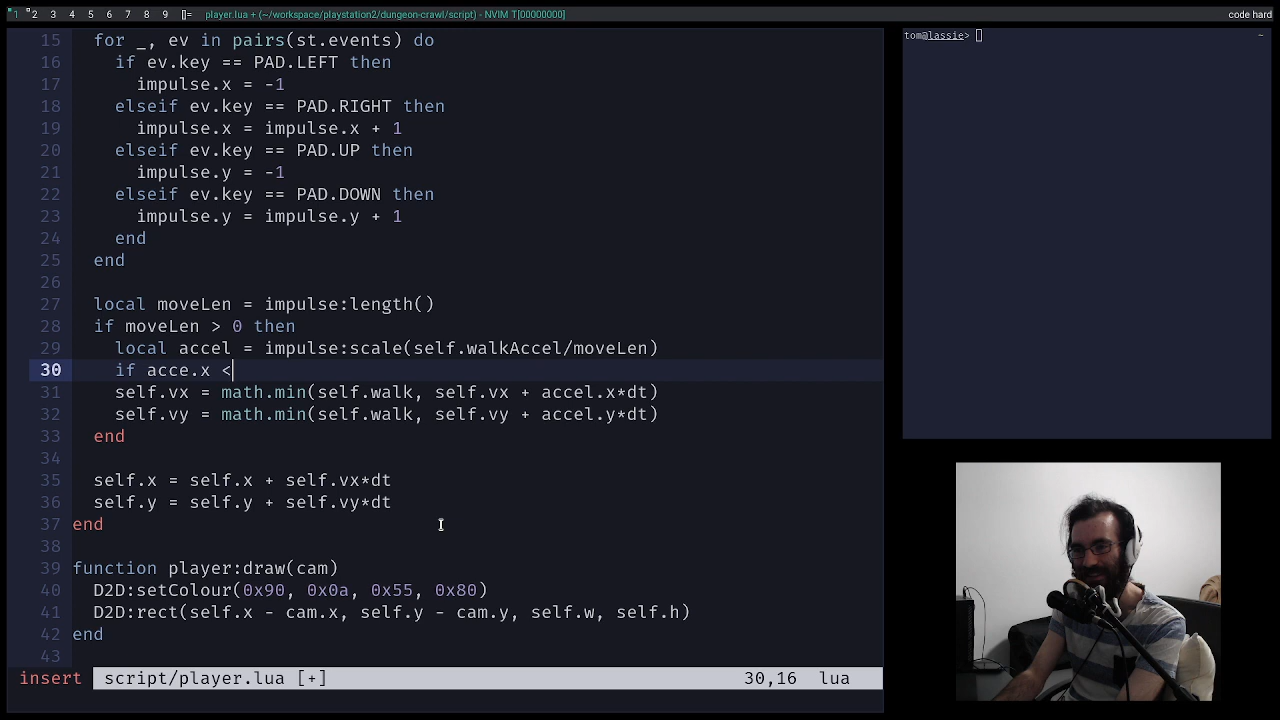 1 2 3 4 5 6 7 8 9 []= player.lua + (~/workspace/playstation2/dungeon-crawl/script) - NVIM T[00000000] code hard
15 for _, ev in pairs(st.events) do
16 if ev.key == PAD.LEFT then
17 impulse.x = -1
18 elseif ev.key == PAD.RIGHT then
19 impulse.x = impulse.x + 1
20 elseif ev.key == PAD.UP then
21 impulse.y = -1
22 elseif ev.key == PAD.DOWN then
23 impulse.y = impulse.y + 1
24 end
25 end
26
27 local moveLen = impulse:length()
28 if moveLen > 0 then
29 local accel = impulse:scale(self.walkAccel/moveLen)
30 if acce.x <
31 self.vx = math.min(self.walk, self.vx + accel.x*dt)
32 self.vy = math.min(self.walk, self.vy + accel.y*dt)
33 end
34
35 self.x = self.x + self.vx*dt
36 self.y = self.y + self.vy*dt
37 end
38
39 function player:draw(cam)
40 D2D:setColour(0x90, 0x0a, 0x55, 0x80)
41 D2D:rect(self.x - cam.x, self.y - cam.y, self.w, self.h)
42 end
43
insert script/player.lua [+] 30,16 lua
tom@lassie> ~